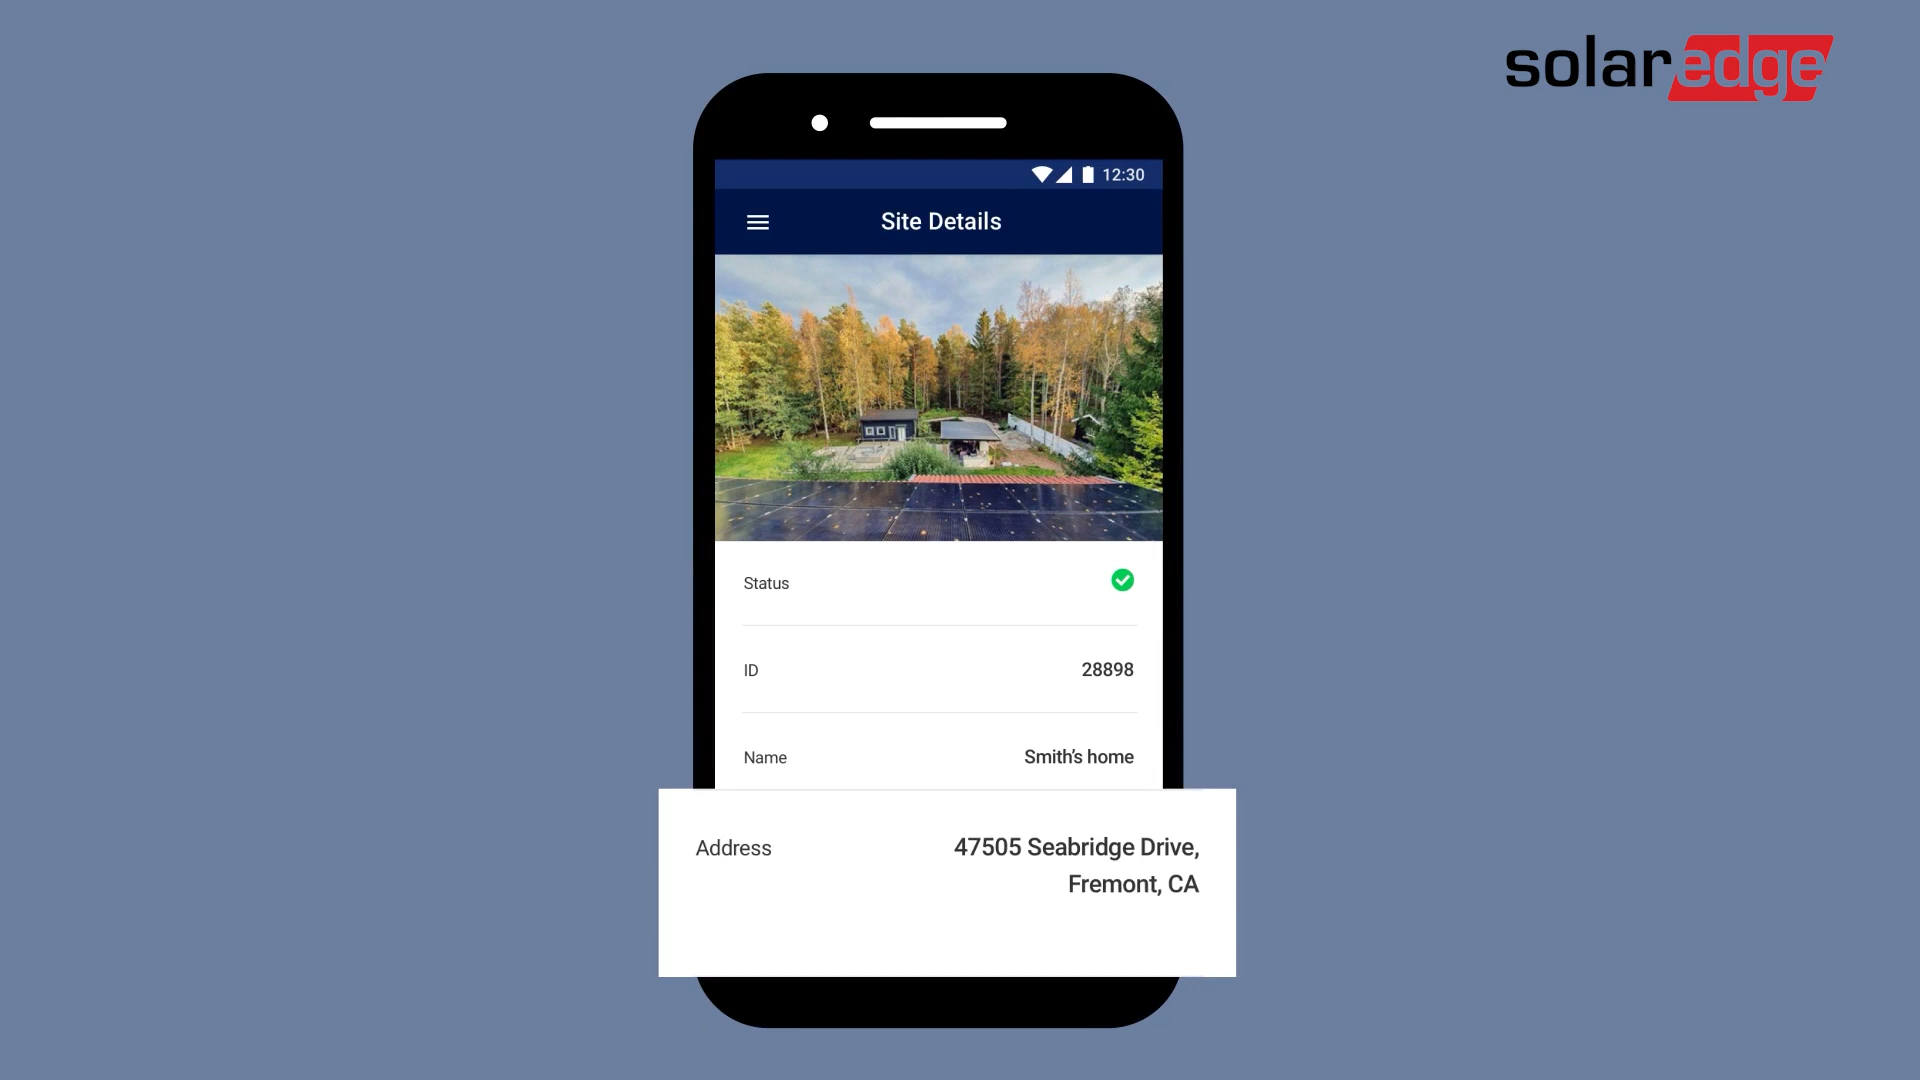 solaredge
12:30
Site Details
Status
ID 28898
Name Smith's home
Address 47505 Seabridge Drive,
Fremont, CA